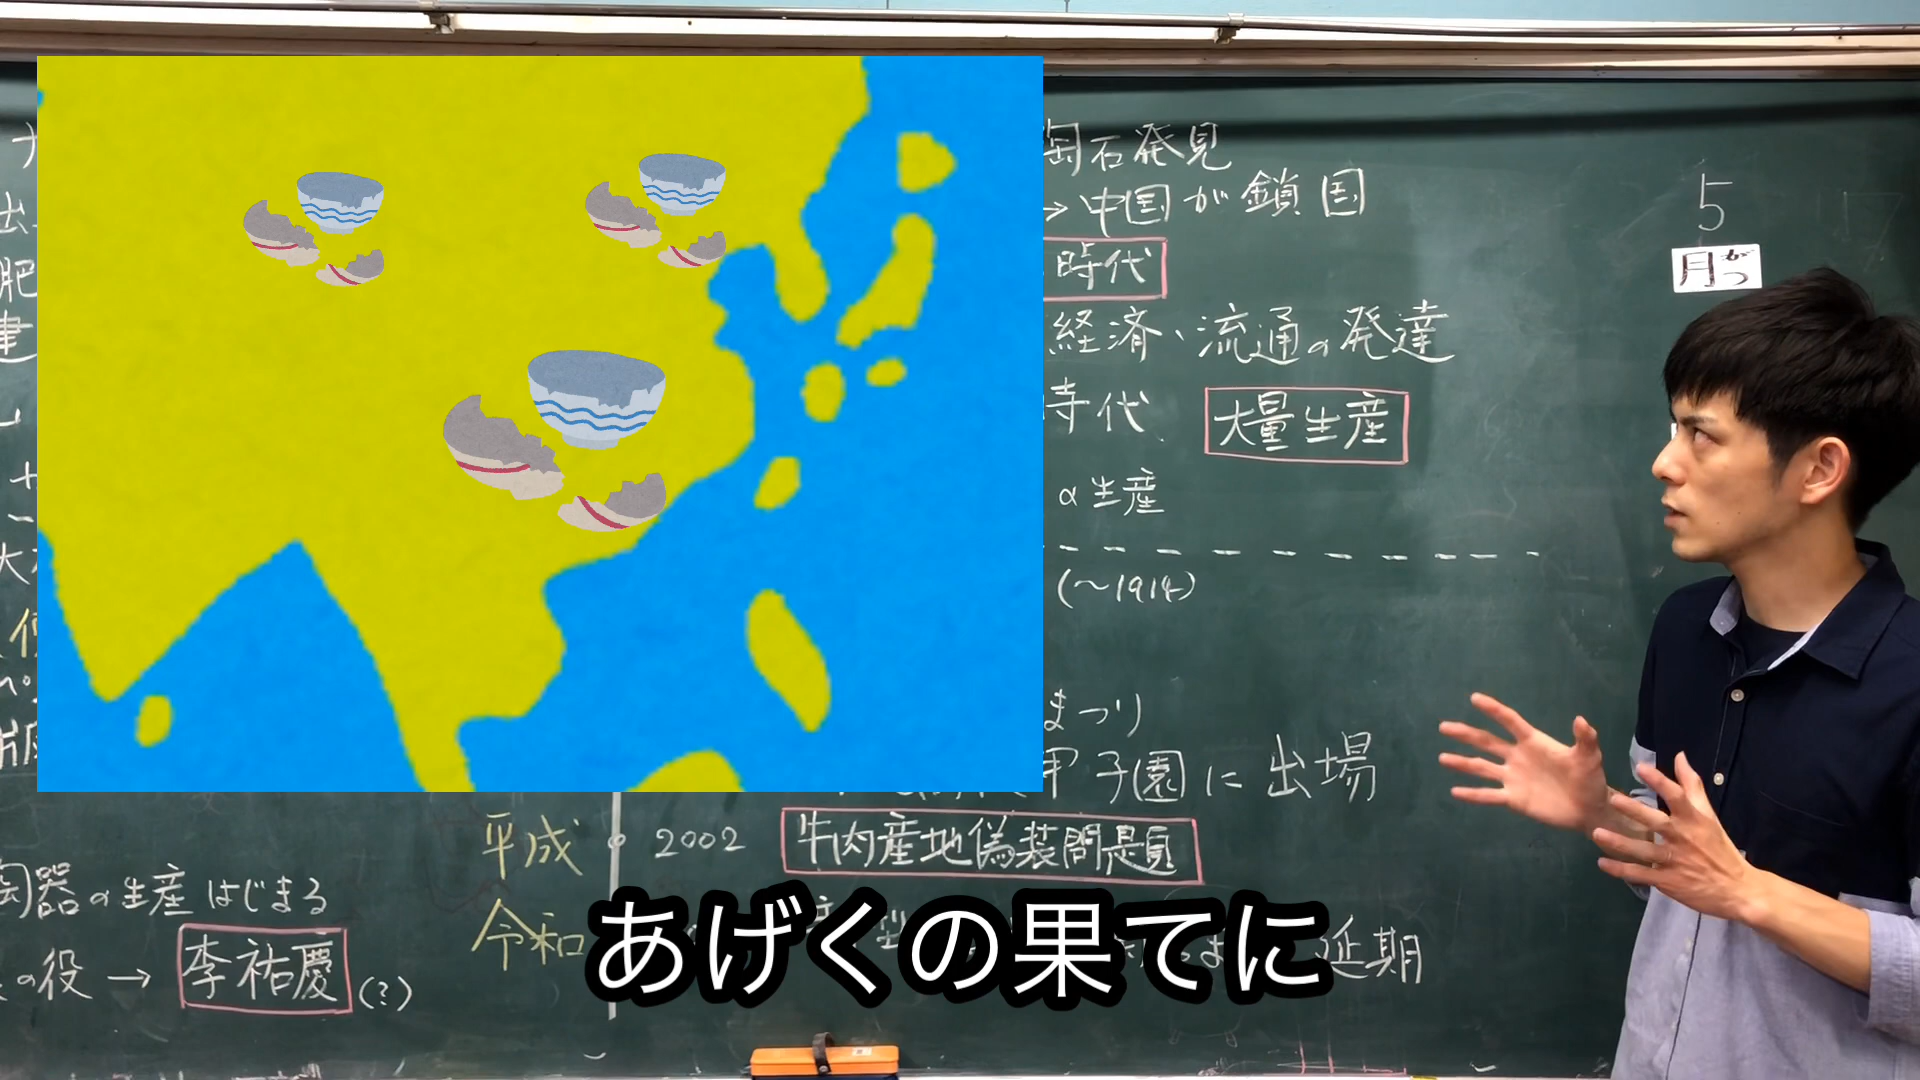 石発見
→中国が鎖国
時代
経済、流通の発達
時代 大量生産
の生産
(～1914)
まつり
甲子園に出場
平成 2002 牛肉産地偽装問題
令和
延期
陶器の生産はじまる
の役→李祐慶(?)
5
月がつ
あげくの果てに